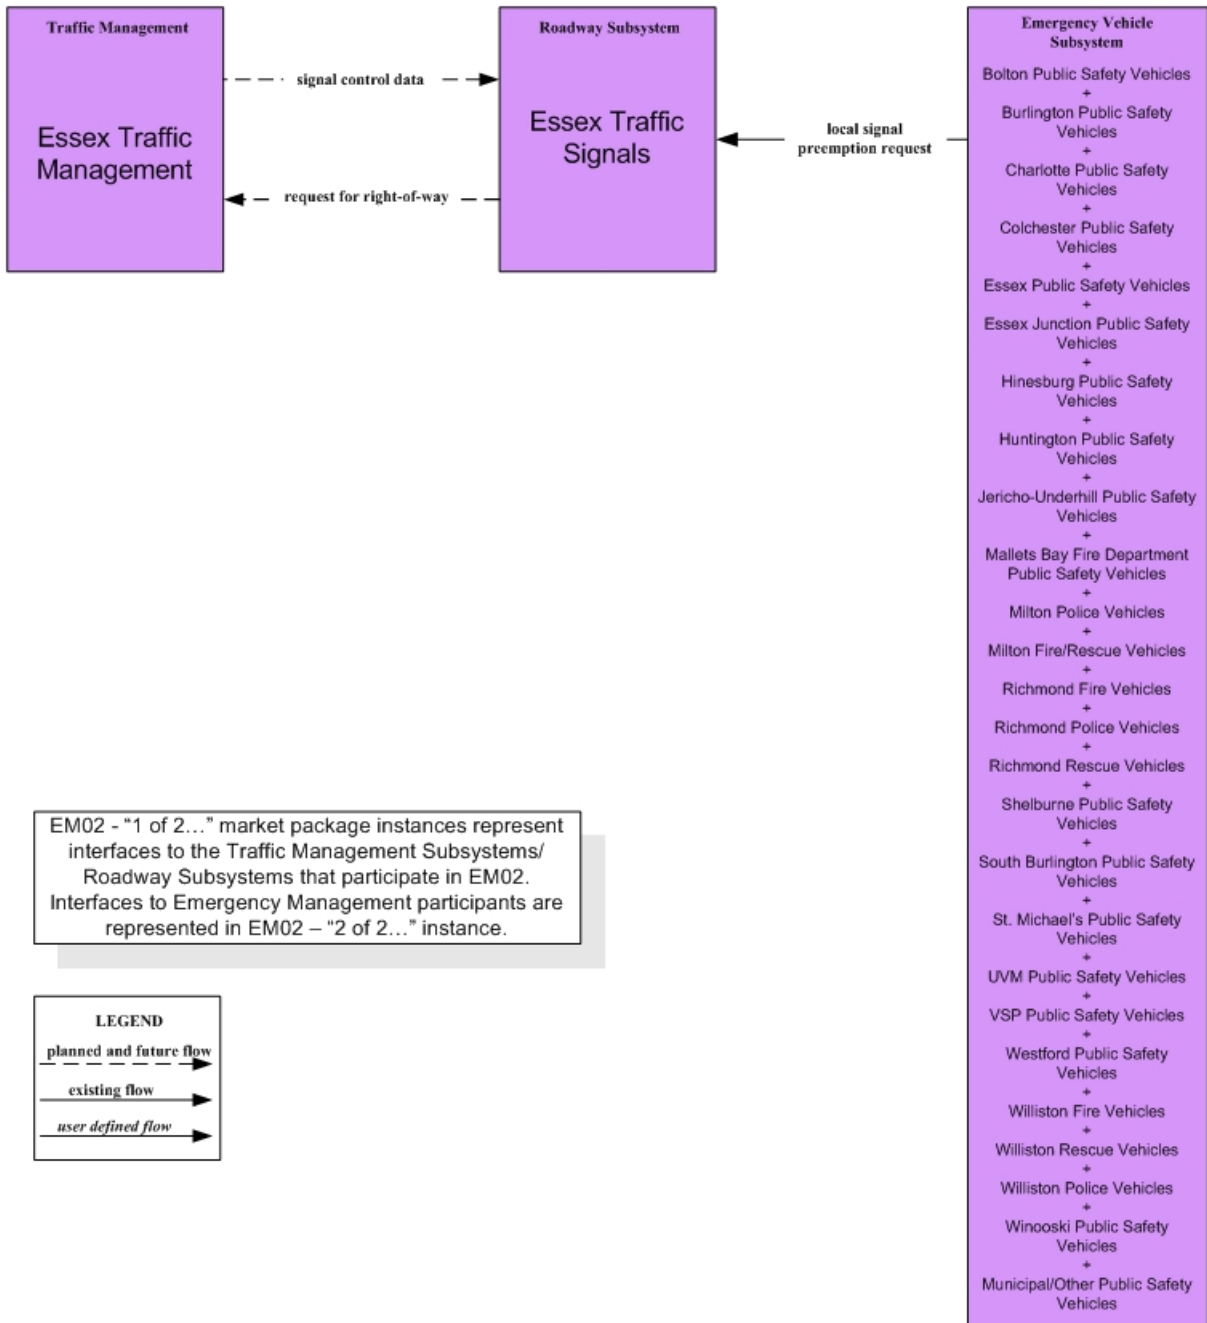 Traffic Management
Essex Traffic
Management
signal control data
request for right-of-way
Roadway Subsystem
Essex Traffic
Signals
local signal
preemption request
Emergency Vehicle
Subsystem
Bolton Public Safety Vehicles
+
Burlington Public Safety
Vehicles
+
Charlotte Public Safety
Vehicles
+
Colchester Public Safety
Vehicles
+
Essex Public Safety Vehicles
+
Essex Junction Public Safety
Vehicles
+
Hinesburg Public Safety
Vehicles
+
Huntington Public Safety
Vehicles
+
Jericho-Underhill Public Safety
Vehicles
+
Mallets Bay Fire Department
Public Safety Vehicles
+
Milton Police Vehicles
+
Milton Fire/Rescue Vehicles
+
Richmond Fire Vehicles
+
Richmond Police Vehicles
+
Richmond Rescue Vehicles
+
Shelburne Public Safety
Vehicles
+
South Burlington Public Safety
Vehicles
+
St. Michael's Public Safety
Vehicles
+
UVM Public Safety Vehicles
+
VSP Public Safety Vehicles
+
Westford Public Safety
Vehicles
+
Williston Fire Vehicles
+
Williston Rescue Vehicles
+
Williston Police Vehicles
+
Winooski Public Safety
Vehicles
+
Municipal/Other Public Safety
Vehicles
EM02 - “1 of 2…” market package instances represent
interfaces to the Traffic Management Subsystems/
Roadway Subsystems that participate in EM02.
Interfaces to Emergency Management participants are
represented in EM02 – “2 of 2…” instance.
LEGEND
planned and future flow
existing flow
user defined flow